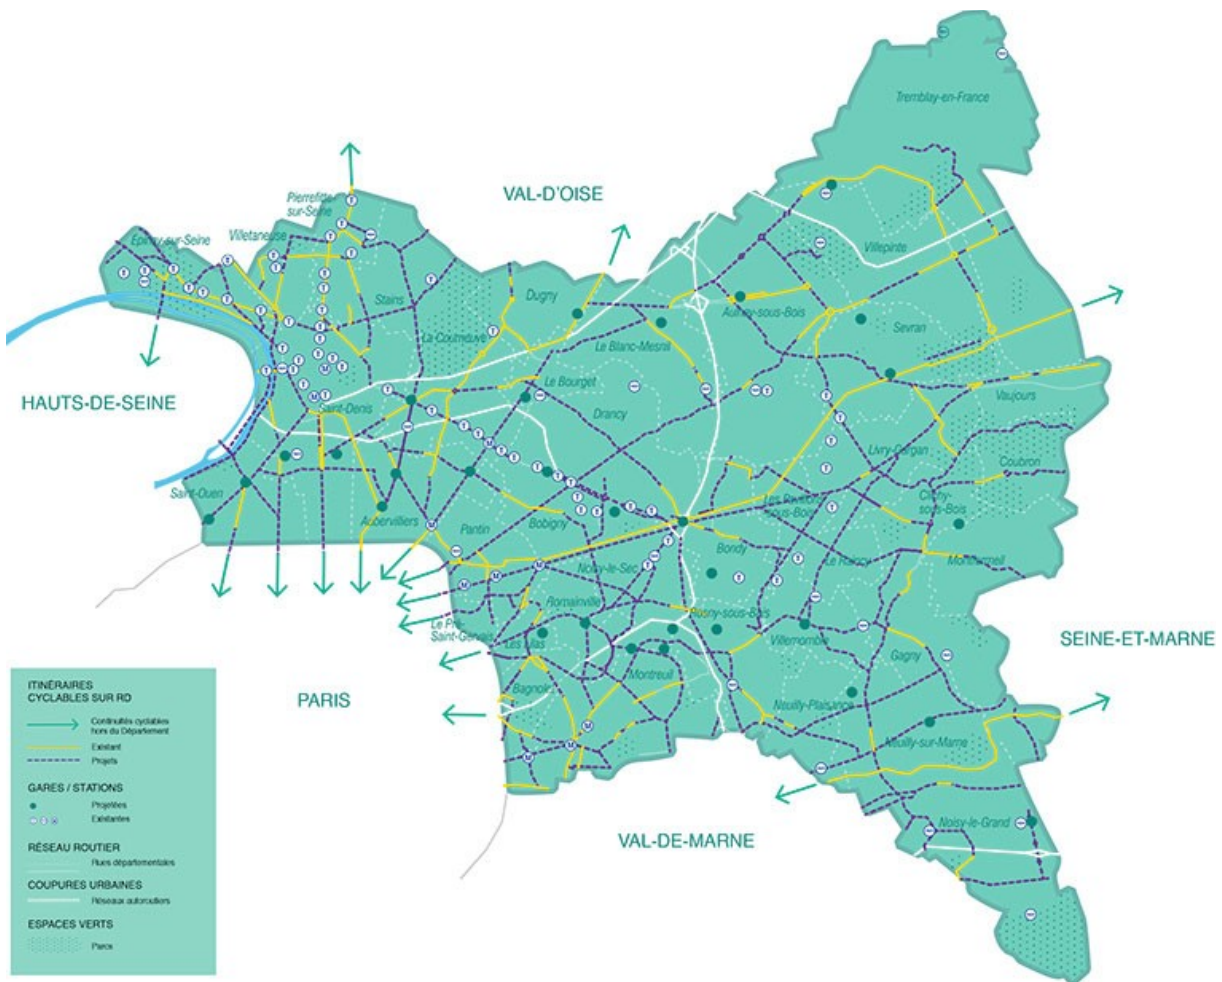 Tremblay-en-France
VAL-D'OISE
Pierrefitte-
sur-Seine
Villetaneuse
Epinay-sur-Seine
Villepinte
Stains
Dugny
Aulnay-sous-Bois
Sevran
La Courneuve
Le Blanc-Mesnil
HAUTS-DE-SEINE
Le Bourget
Vaujours
Saint-Denis
Drancy
Livry-Gargan
Coubron
Saint-Ouen
Les Pavillons-
sous-Bois
Clichy-
sous-Bois
Aubervilliers
Pantin
Bobigny
Bondy
Le Raincy
Montfermeil
Noisy-le-Sec
Romainville
Rosny-sous-Bois
Le Pré-
Saint-Gervais
Les Lilas
Villemomble
SEINE-ET-MARNE
Gagny
Montreuil
Bagnolet
PARIS
Neuilly-Plaisance
Neuilly-sur-Marne
Noisy-le-Grand
VAL-DE-MARNE
ITINÉRAIRES
CYCLABLES SUR RD
Continuités cyclables
hors du Département
Existant
Projets
GARES / STATIONS
Projetées
Existantes
RÉSEAU ROUTIER
Rues départementales
COUPURES URBAINES
Réseaux autoroutiers
ESPACES VERTS
Parcs